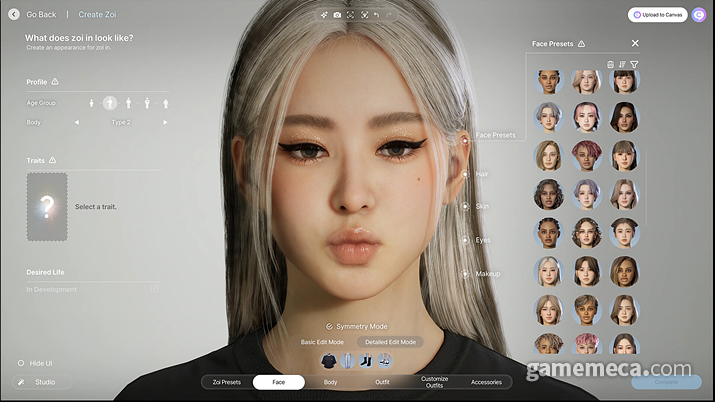 Go Back
Create Zoi
Upload to Canvas
What does zoi in look like?
Create an appearance for zoi in.
Face Presets
Profile
Age Group
Body
Type 2
Face Presets
Hair
Traits
Skin
Select a trait.
Eyes
Makeup
Desired Life
In Development
Symmetry Mode
Basic Edit Mode
Detailed Edit Mode
Hide UI
Studio
Zoi Presets
Face
Body
Outfit
Customize
Outfits
Accessories
Complete
gamemeca.com